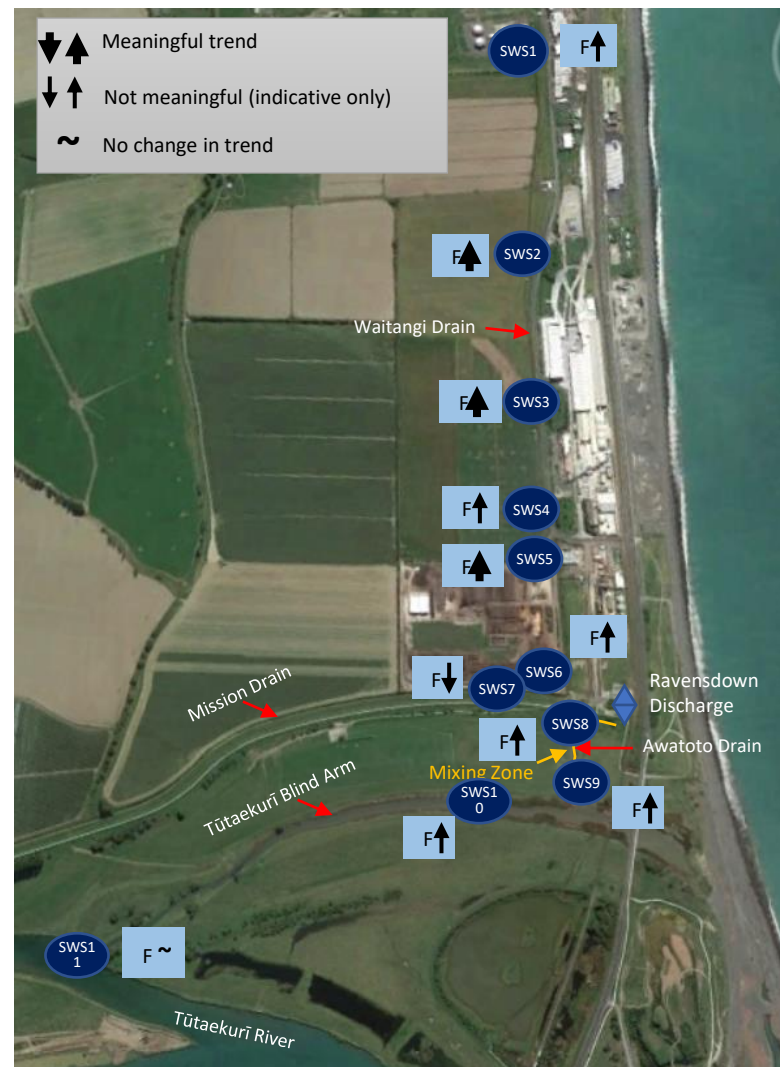 Meaningful trend
Not meaningful (indicative only)
~ No change in trend
SWS1
F
F
SWS2
Waitangi Drain
F
SWS3
F
SWS4
F
SWS5
F
SWS6
F
SWS7
Mission Drain
Ravensdown
Discharge
SWS8
F
Awatoto Drain
Mixing Zone
Tūtaekurī Blind Arm
SWS9
SWS1
0
F
F
SWS1
1
F ~
Tūtaekurī River